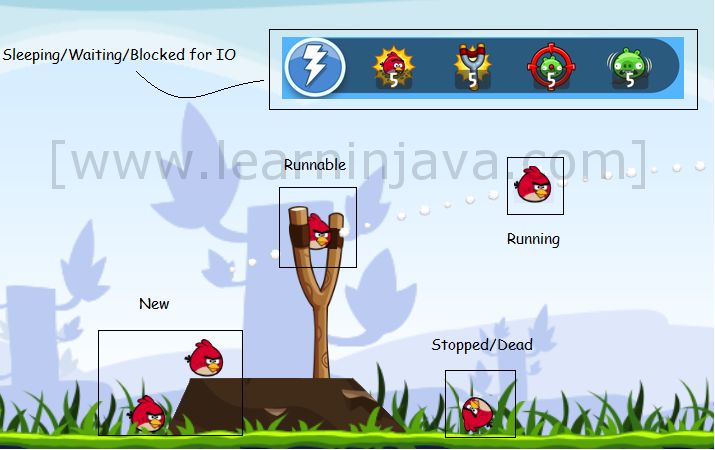 Sleeping/Waiting/Blocked for IO
5 5 5 5
[www.learninjava.com]
Runnable
Running
New
Stopped/Dead